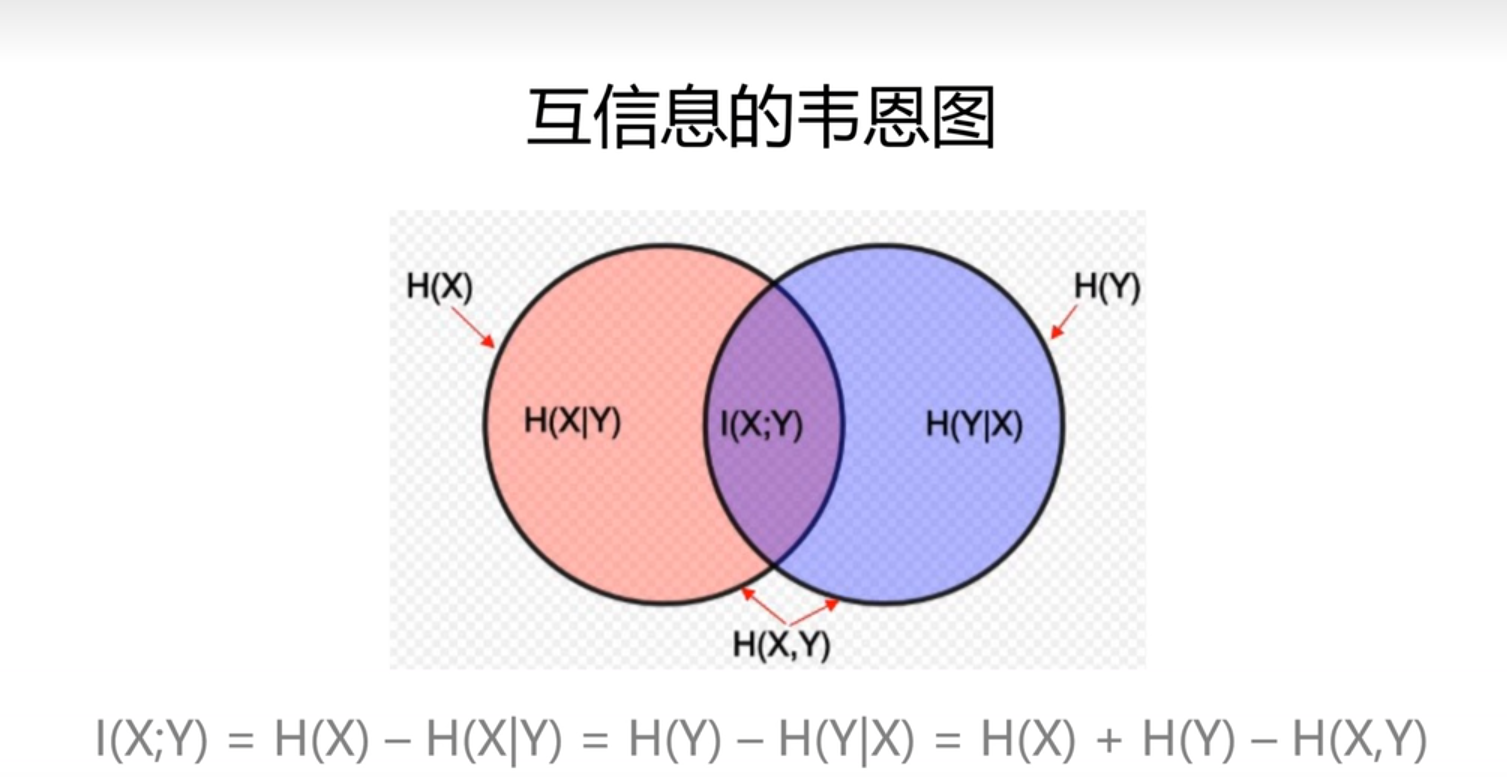 互信息的韦恩图
H(X)
H(Y)
H(X|Y)
I(X;Y)
H(Y|X)
H(X,Y)
I(X;Y) = H(X) – H(X|Y) = H(Y) – H(Y|X) = H(X) + H(Y) – H(X,Y)